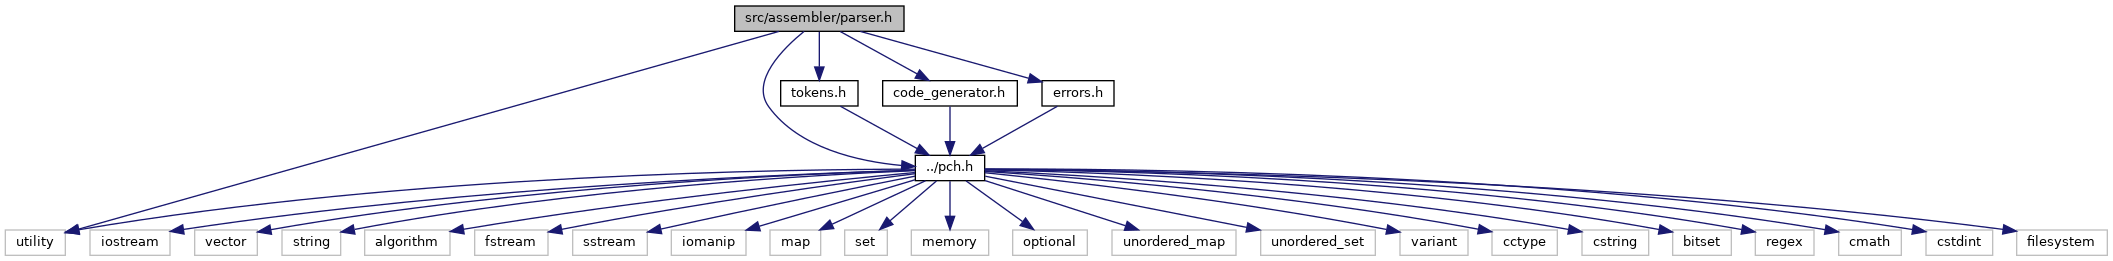 src/assembler/parser.h
tokens.h
code_generator.h
errors.h
../pch.h
utility
iostream
vector
string
algorithm
fstream
sstream
iomanip
map
set
memory
optional
unordered_map
unordered_set
variant
cctype
cstring
bitset
regex
cmath
cstdint
filesystem